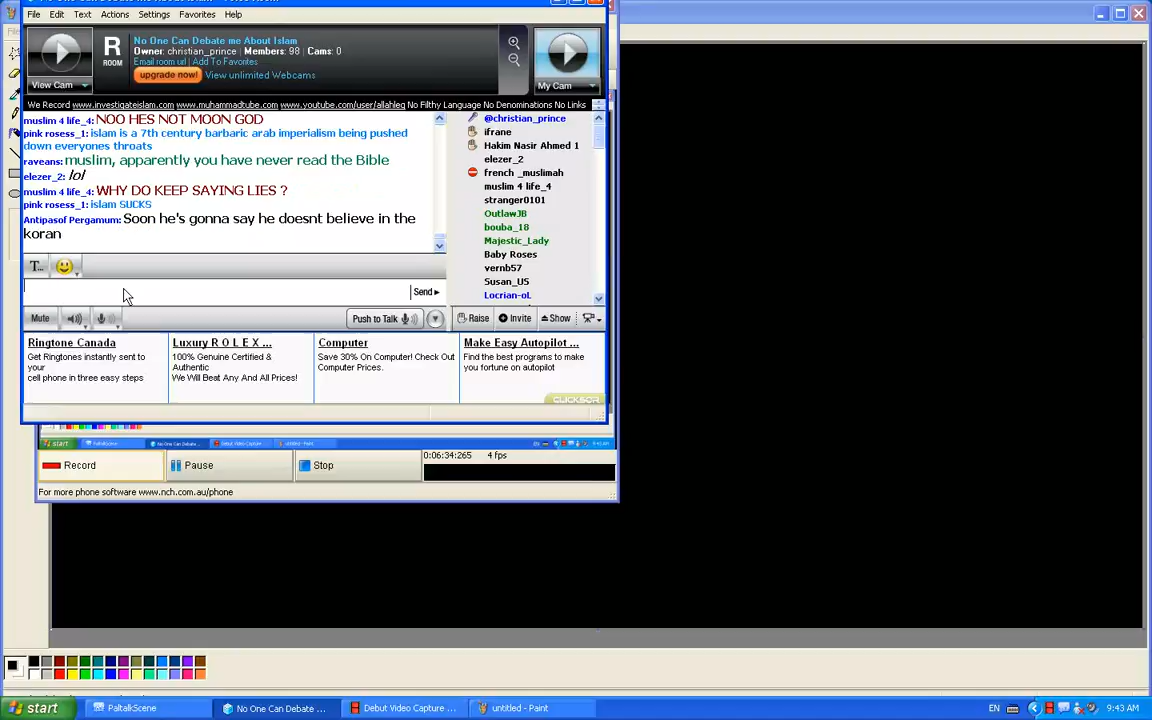 File Edit Text Actions Settings Favorites Help
No One Can Debate me About Islam
Owner: christian_prince | Members: 98 | Cams: 0
Email room url | Add To Favorites
upgrade now! View unlimited Webcams
View Cam
R
ROOM
My Cam
We Record www.investigateislam.com www.muhammadtube.com www.youtube.com/user/allahleg No Filthy Language No Denominations No Links
muslim 4 life_4: NOO HES NOT MOON GOD
pink rosess_1: islam is a 7th century barbaric arab imperialism being pushed
down everyones throats
raveans: muslim, apparently you have never read the Bible
elezer_2: lol
muslim 4 life_4: WHY DO KEEP SAYING LIES ?
pink rosess_1: islam SUCKS
Antipasof Pergamum: Soon he's gonna say he doesnt believe in the
koran
@christian_prince
ifrane
Hakim Nasir Ahmed 1
elezer_2
french _muslimah
muslim 4 life_4
stranger0101
OutlawJB
bouba_18
Majestic_Lady
Baby Roses
vernb57
Susan_US
Locrian-oL
T...
Send
Mute
Push to Talk
Raise Invite Show
Ringtone Canada
Get Ringtones instantly sent to
your
cell phone in three easy steps
Luxury R O L E X ...
100% Genuine Certified &
Authentic
We Will Beat Any And All Prices!
Computer
Save 30% On Computer! Check Out
Computer Prices.
Make Easy Autopilot ...
Find the best programs to make
you fortune on autopilot
CLICKSOR
start
Record Pause Stop
0:06:34:265 4 fps
For more phone software www.nch.com.au/phone
start PaltalkScene No One Can Debate ... Debut Video Capture ... untitled - Paint EN 9:43 AM